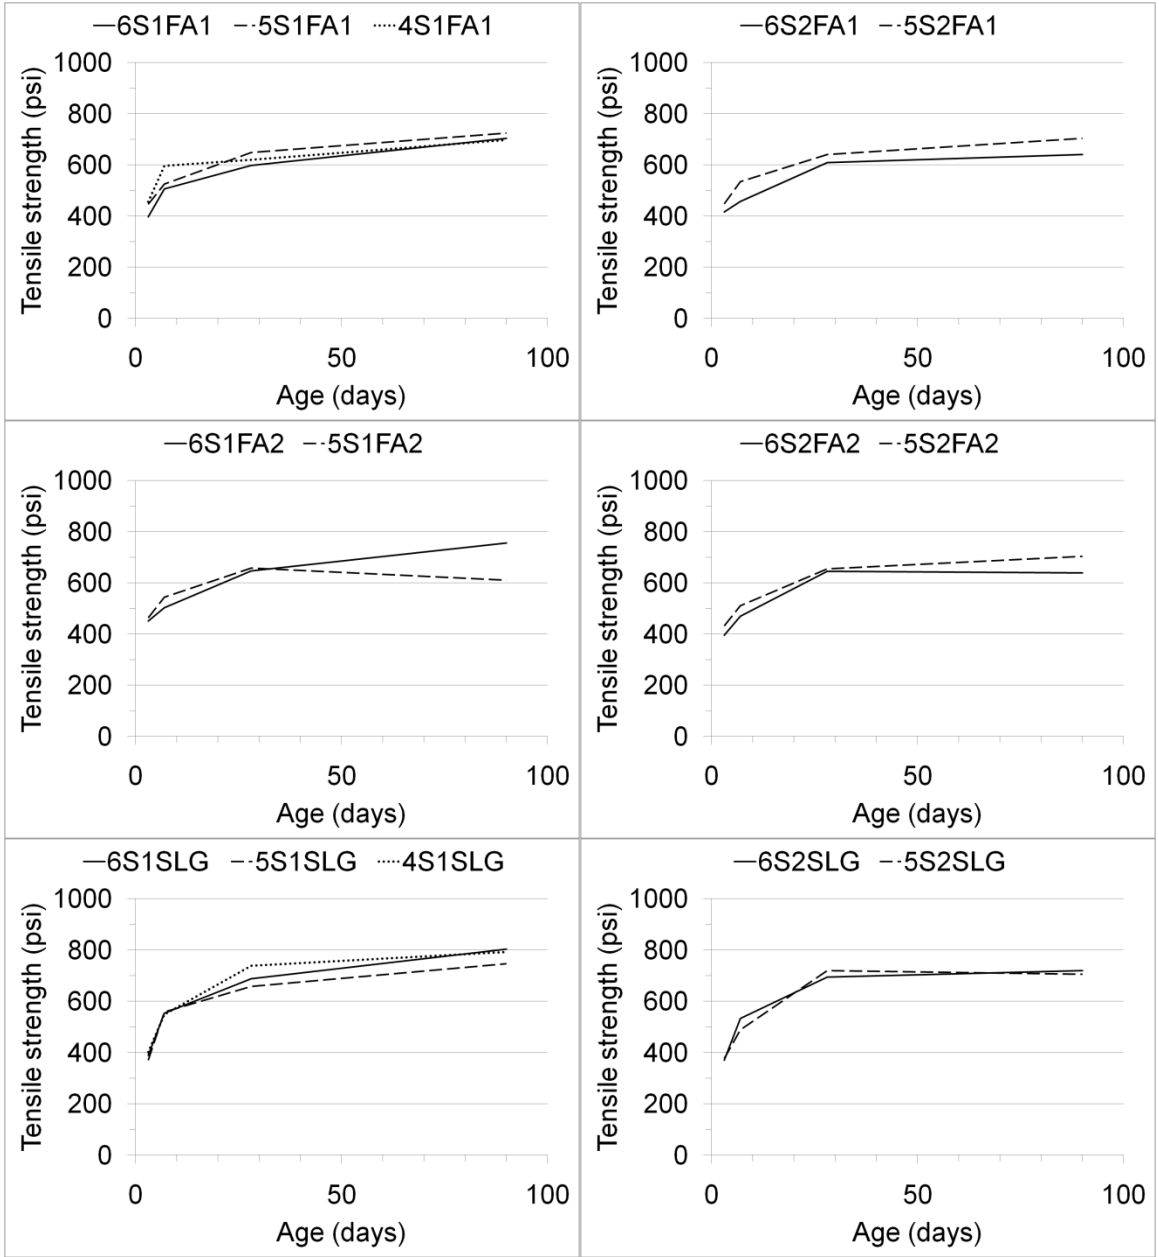 6S1FA1 5S1FA1 4S1FA1
Tensile strength (psi)
1000
800
600
400
200
0
0 50 100
Age (days)
6S2FA1 5S2FA1
Tensile strength (psi)
1000
800
600
400
200
0
0 50 100
Age (days)
6S1FA2 5S1FA2
Tensile strength (psi)
1000
800
600
400
200
0
0 50 100
Age (days)
6S2FA2 5S2FA2
Tensile strength (psi)
1000
800
600
400
200
0
0 50 100
Age (days)
6S1SLG 5S1SLG 4S1SLG
Tensile strength (psi)
1000
800
600
400
200
0
0 50 100
Age (days)
6S2SLG 5S2SLG
Tensile strength (psi)
1000
800
600
400
200
0
0 50 100
Age (days)